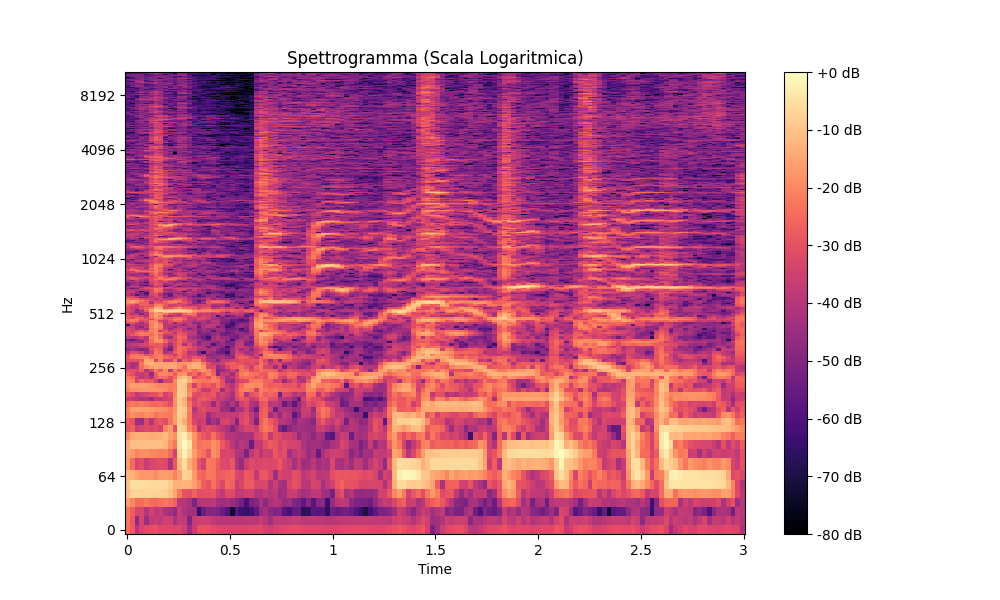 Spettrogramma (Scala Logaritmica)
Hz
8192
4096
2048
1024
512
256
128
64
0
0 0.5 1 1.5 2 2.5 3
Time
+0 dB
-10 dB
-20 dB
-30 dB
-40 dB
-50 dB
-60 dB
-70 dB
-80 dB